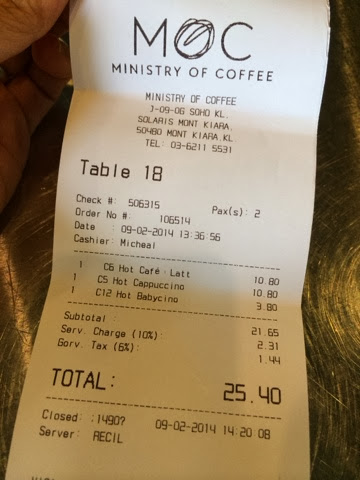 MOC
MINISTRY OF COFFEE
MINISTRY OF COFFEE
J-09-0G SOHO KL.
SOLARIS MONT KIARA,
50480 MONT KIARA.KL
TEL: 03-6211 5531
Table 18
Check #: 506315 Pax(s): 2
Order No #: 106514
Date : 09-02-2014 13:36:56
Cashier: Micheal
1 C6 Hot Café Latt 10.80
1 C5 Hot Cappuccino 10.80
1 C12 Hot Babycino 3.80
Subtotal : 21.65
Serv. Charge (10%): 2.31
Gorv. Tax (6%): 1.44
TOTAL: 25.40
Closed: :14907 09-02-2014 14:20:08
Server: RECIL